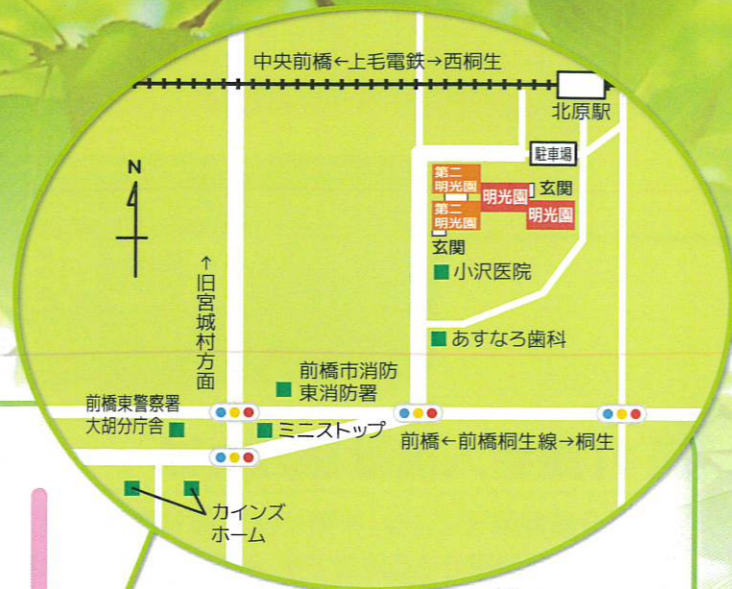 中央前橋←上毛電鉄→西桐生
北原駅
駐車場
N
第二
明光園
明光園
玄関
第二
明光園
明光園
玄関
小沢医院
↑旧宮城村方面
あすなろ歯科
前橋市消防
東消防署
前橋東警察署
大胡分庁舎
ミニストップ
前橋←前橋桐生線→桐生
カインズ
ホーム